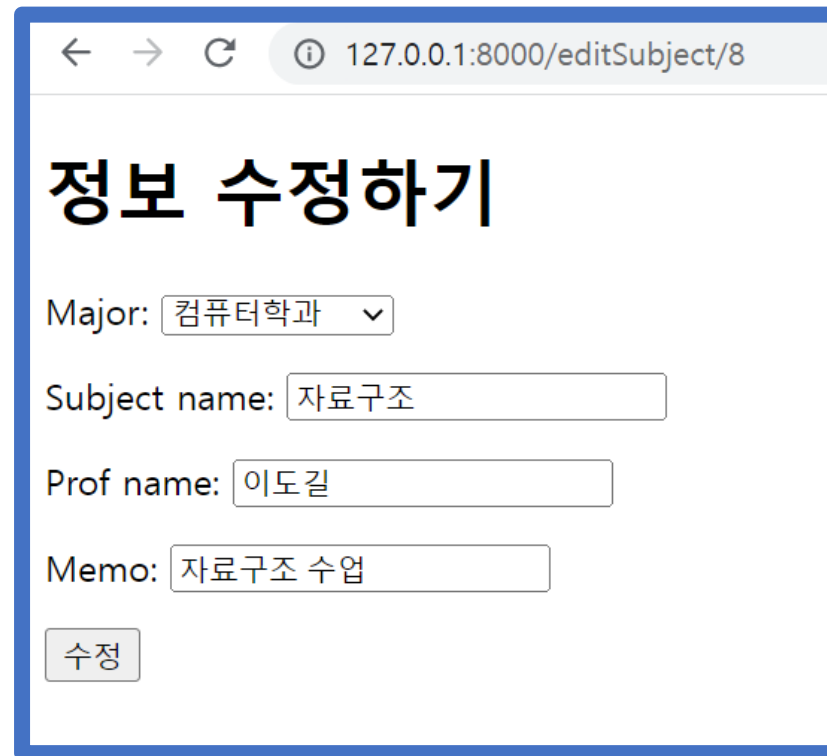 127.0.0.1:8000/editSubject/8
정보 수정하기
Major: 컴퓨터학과
Subject name: 자료구조
Prof name: 이도길
Memo: 자료구조 수업
수정